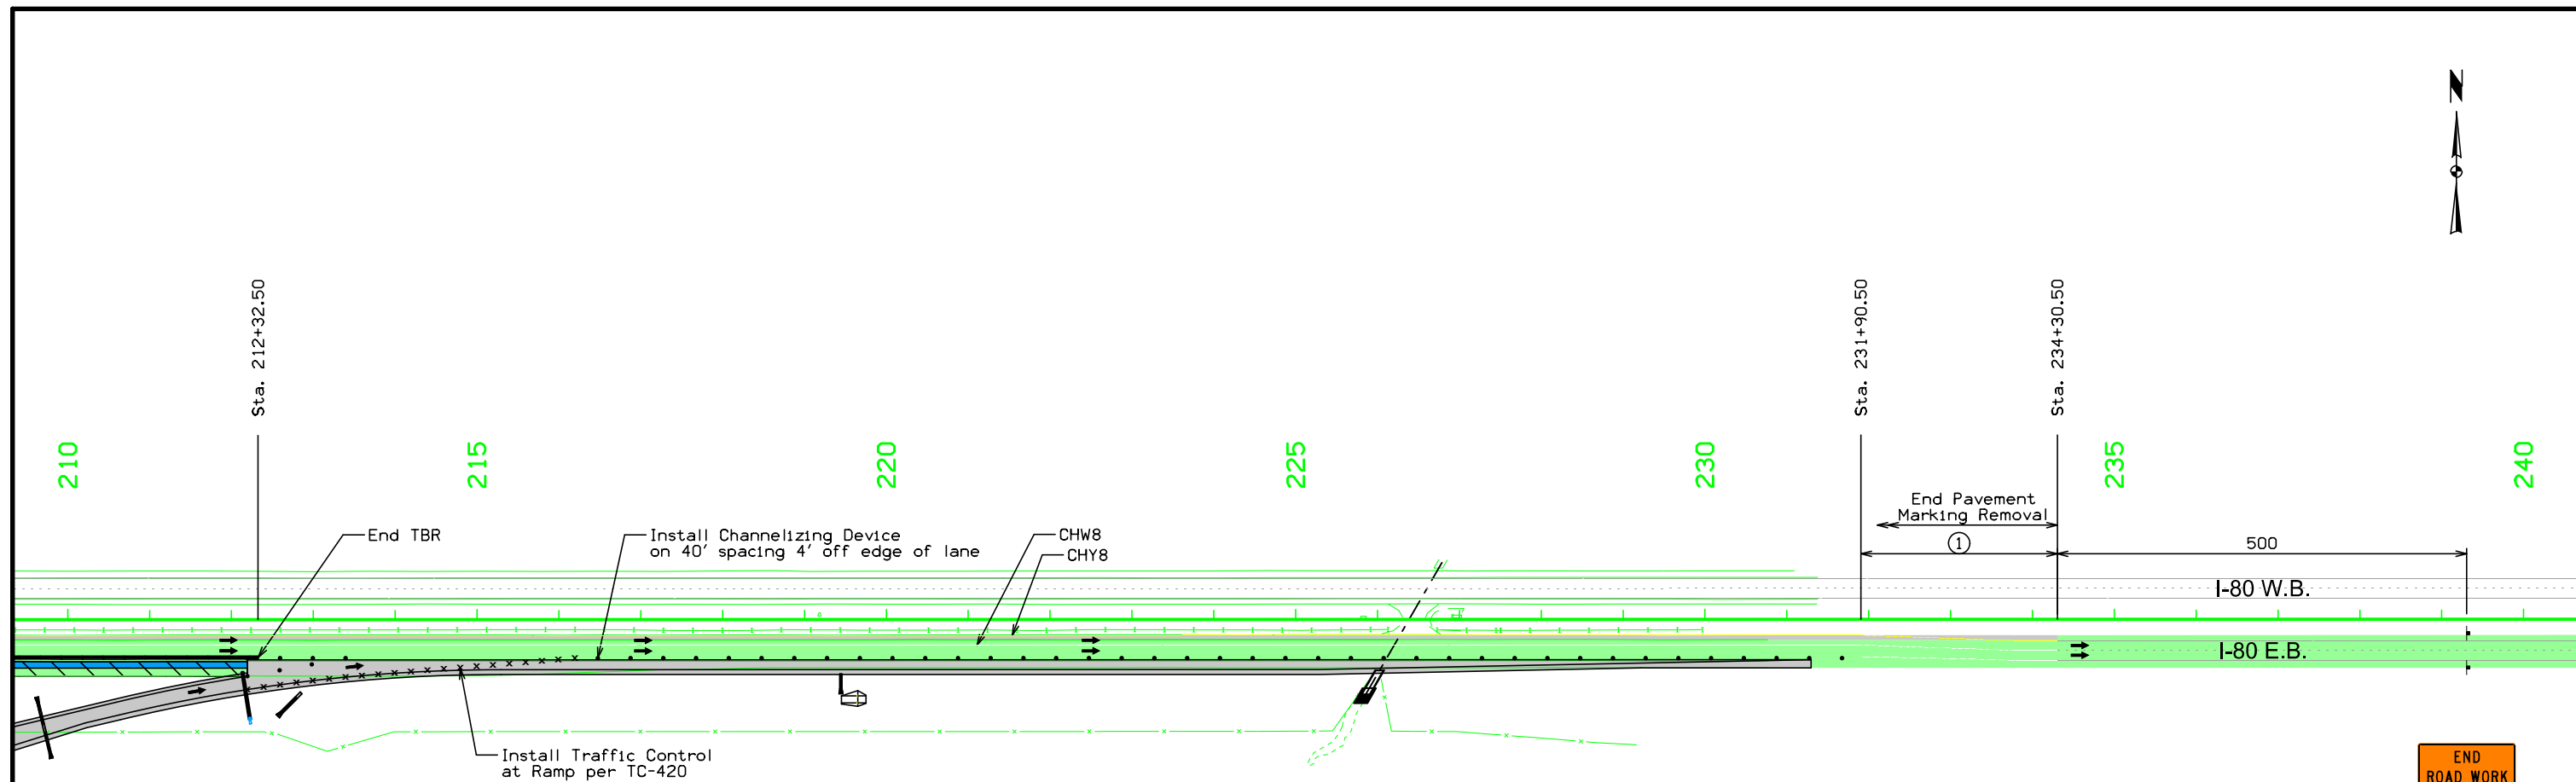 N
Sta. 212+32.50
Sta. 231+90.50
Sta. 234+30.50
210
215
220
225
230
235
240
End TBR
Install Channelizing Device
on 40' spacing 4' off edge of lane
CHW8
CHY8
End Pavement
Marking Removal
1
500
I-80 W.B.
I-80 E.B.
Install Traffic Control
at Ramp per TC-420
END
ROAD WORK